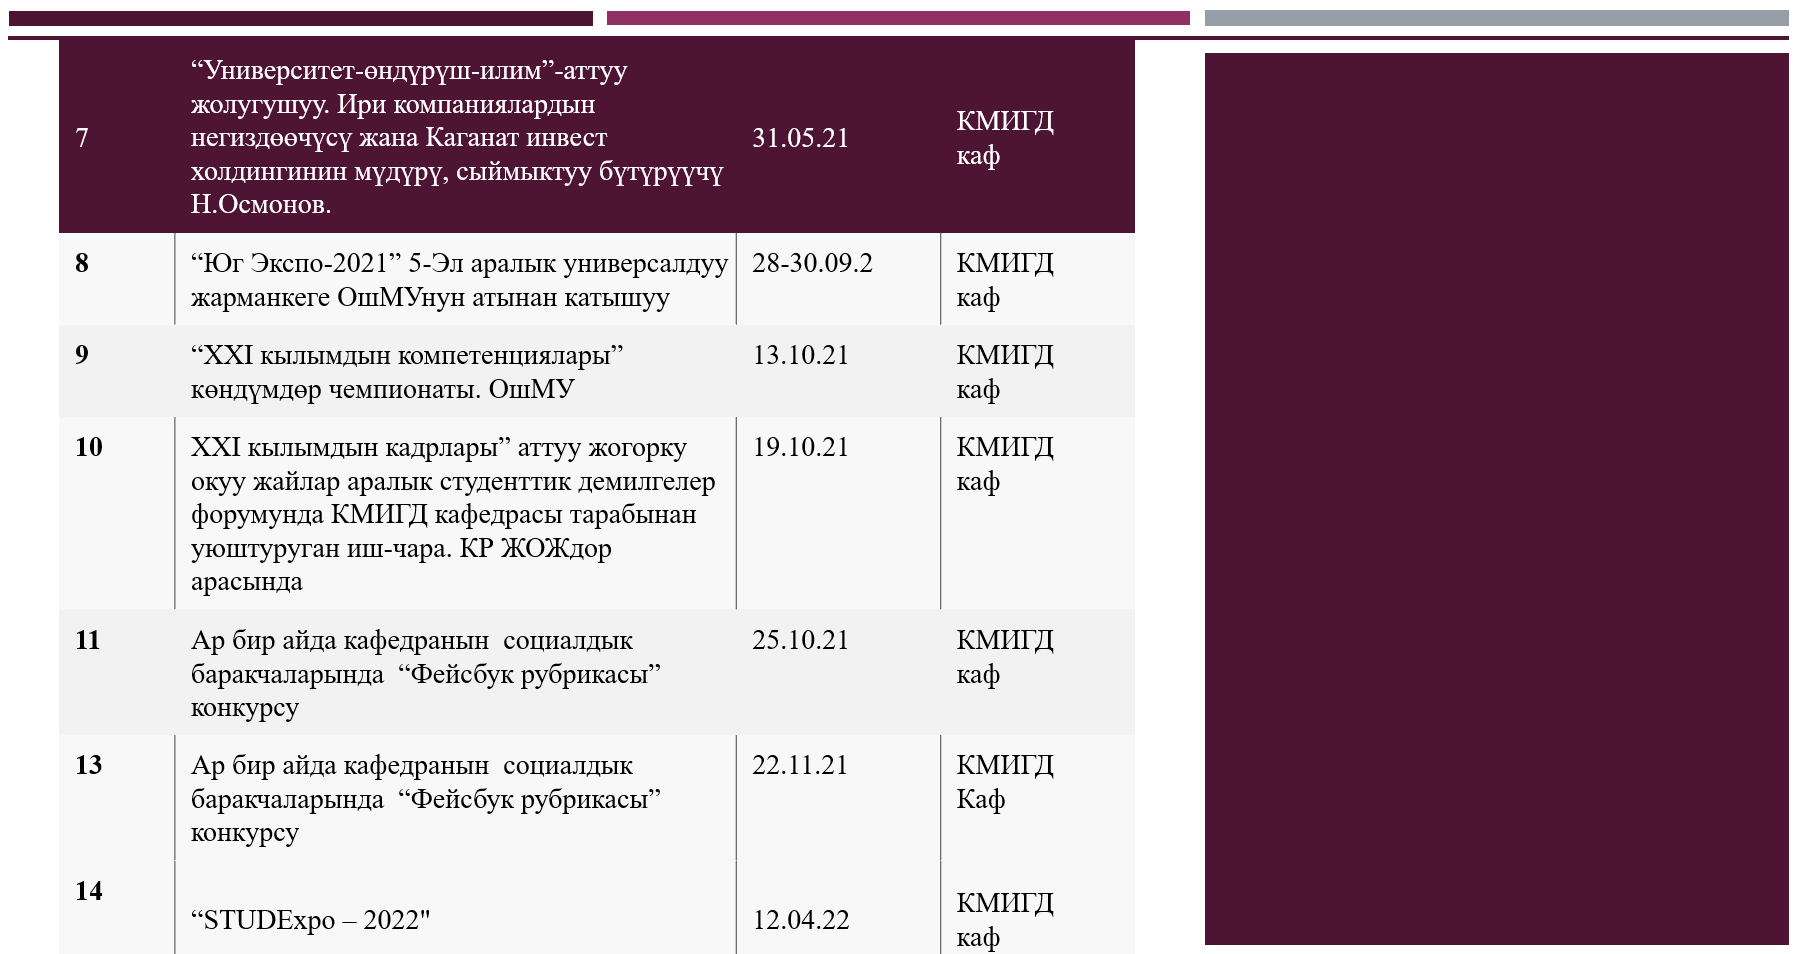 7
“Университет-өндүрүш-илим”-аттуу
жолугушуу. Ири компаниялардын
негиздөөчүсү жана Каганат инвест
холдингинин мүдүрү, сыймыктуу бүтүрүүчү
Н.Осмонов.
31.05.21
КМИГД
каф
8
“Юг Экспо-2021” 5-Эл аралык универсалдуу
жарманкеге ОшМУнун атынан катышуу
28-30.09.2
КМИГД
каф
9
“XXI кылымдын компетенциялары”
көндүмдөр чемпионаты. ОшМУ
13.10.21
КМИГД
каф
10
XXI кылымдын кадрлары” аттуу жогорку
окуу жайлар аралык студенттик демилгелер
форумунда КМИГД кафедрасы тарабынан
уюштуруган иш-чара. КР ЖОЖдор
арасында
19.10.21
КМИГД
каф
11
Ар бир айда кафедранын  социалдык
баракчаларында  “Фейсбук рубрикасы”
конкурсу
25.10.21
КМИГД
каф
13
Ар бир айда кафедранын  социалдык
баракчаларында  “Фейсбук рубрикасы”
конкурсу
22.11.21
КМИГД
Каф
14
“STUDExpo – 2022"
12.04.22
КМИГД
каф